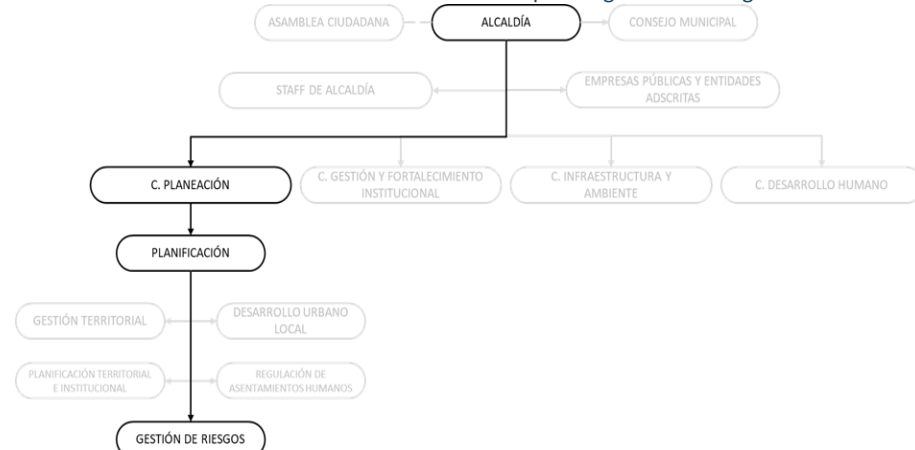 ASAMBLEA CIUDADANA
ALCALDÍA
CONSEJO MUNICIPAL
STAFF DE ALCALDÍA
EMPRESAS PÚBLICAS Y ENTIDADES
ADSCRITAS
C. PLANEACIÓN
C. GESTIÓN Y FORTALECIMIENTO
INSTITUCIONAL
C. INFRAESTRUCTURA Y
AMBIENTE
C. DESARROLLO HUMANO
PLANIFICACIÓN
GESTIÓN TERRITORIAL
DESARROLLO URBANO
LOCAL
PLANIFICACIÓN TERRITORIAL
E INSTITUCIONAL
REGULACIÓN DE
ASENTAMIENTOS HUMANOS
GESTIÓN DE RIESGOS